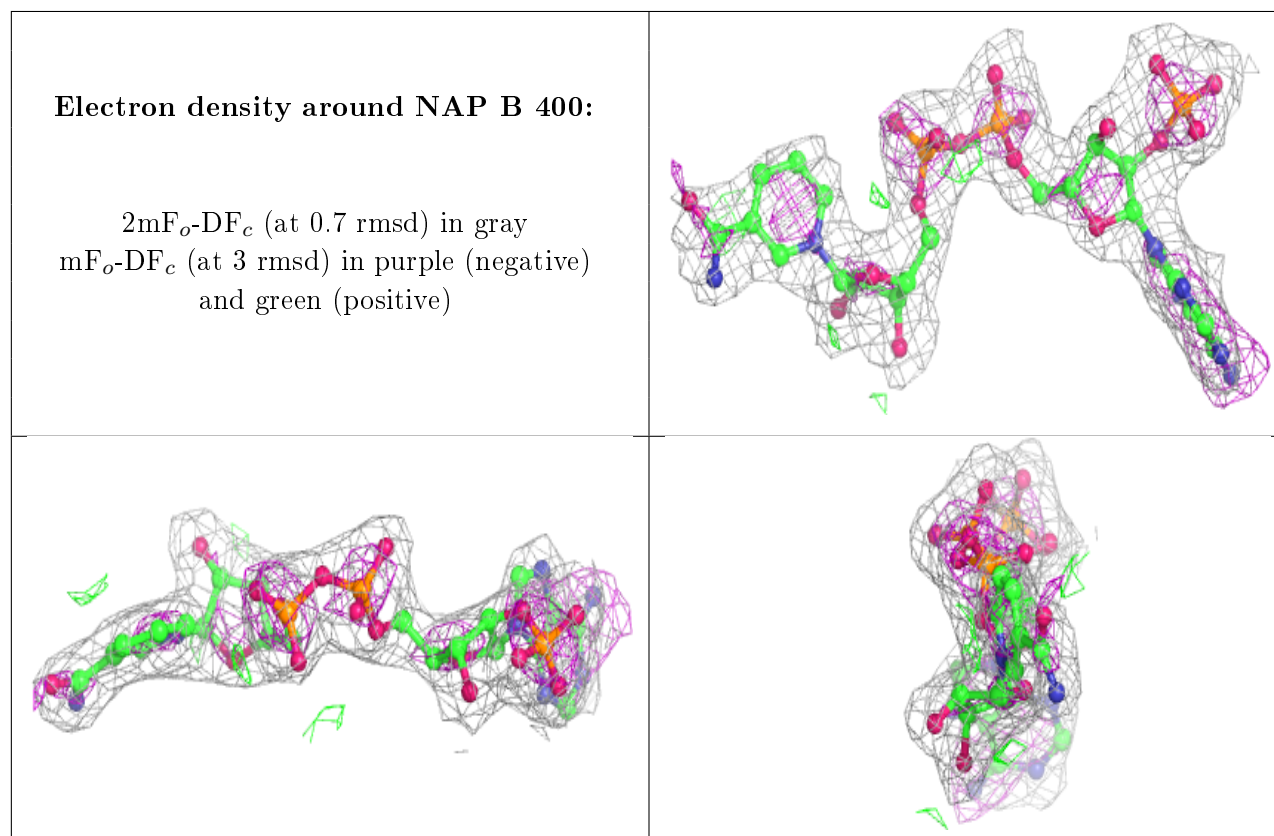 Electron density around NAP B 400:
2mFo-DFc (at 0.7 rmsd) in gray
mFo-DFc (at 3 rmsd) in purple (negative)
and green (positive)